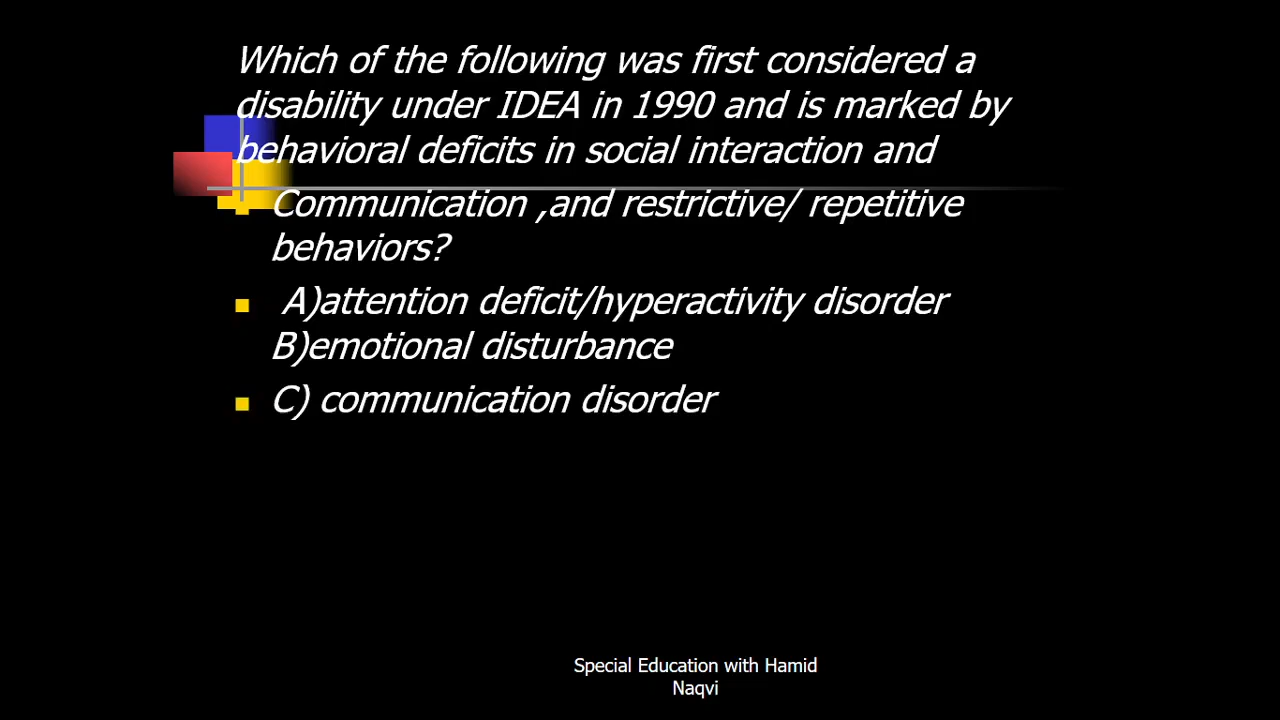 Which of the following was first considered a
disability under IDEA in 1990 and is marked by
behavioral deficits in social interaction and
Communication ,and restrictive/ repetitive
behaviors?
A)attention deficit/hyperactivity disorder
B)emotional disturbance
C) communication disorder
Special Education with Hamid
Naqvi